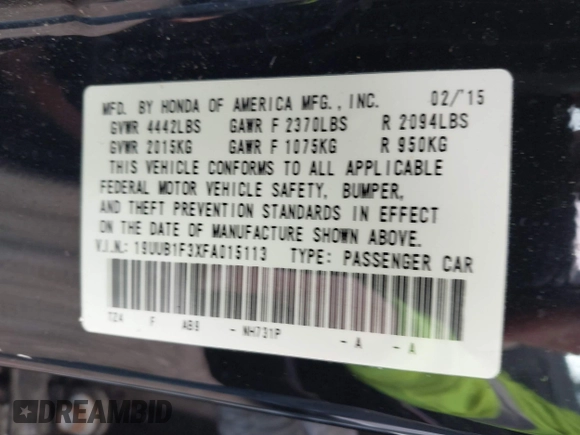 MFD. BY HONDA OF AMERICA MFG., INC. 02/'15
GVWR 4442LBS GAWR F 2370LBS R 2094LBS
GVWR 2015KG GAWR F 1075KG R 950KG
THIS VEHICLE CONFORMS TO ALL APPLICABLE
FEDERAL MOTOR VEHICLE SAFETY, BUMPER,
AND THEFT PREVENTION STANDARDS IN EFFECT
ON THE DATE OF MANUFACTURE SHOWN ABOVE.
V.I.N.: 19UUB1F3XFA015113 TYPE: PASSENGER CAR
TZ4 F AB9 - NH731P - A - A
DREAMBID